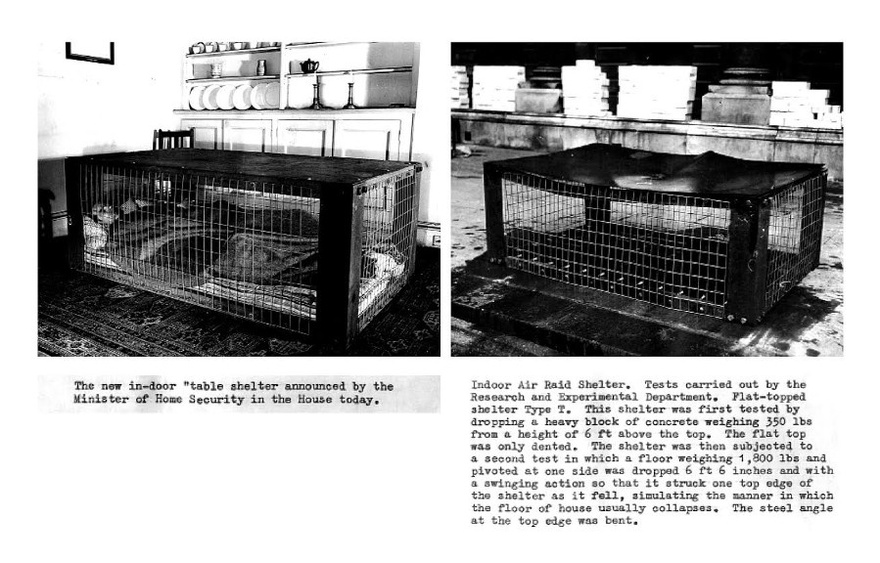 The new in-door "table shelter announced by the
Minister of Home Security in the House today.
Indoor Air Raid Shelter.  Tests carried out by the
Research and Experimental Department.  Flat-topped
shelter Type T.  This shelter was first tested by
dropping a heavy block of concrete weighing 350 lbs
from a height of 6 ft above the top.  The flat top
was only dented.  The shelter was then subjected to
a second test in which a floor weighing 1,800 lbs and
pivoted at one side was dropped 6 ft 6 inches and with
a swinging action so that it struck one top edge of
the shelter as it fell, simulating the manner in which
the floor of house usually collapses.  The steel angle
at the top edge was bent.